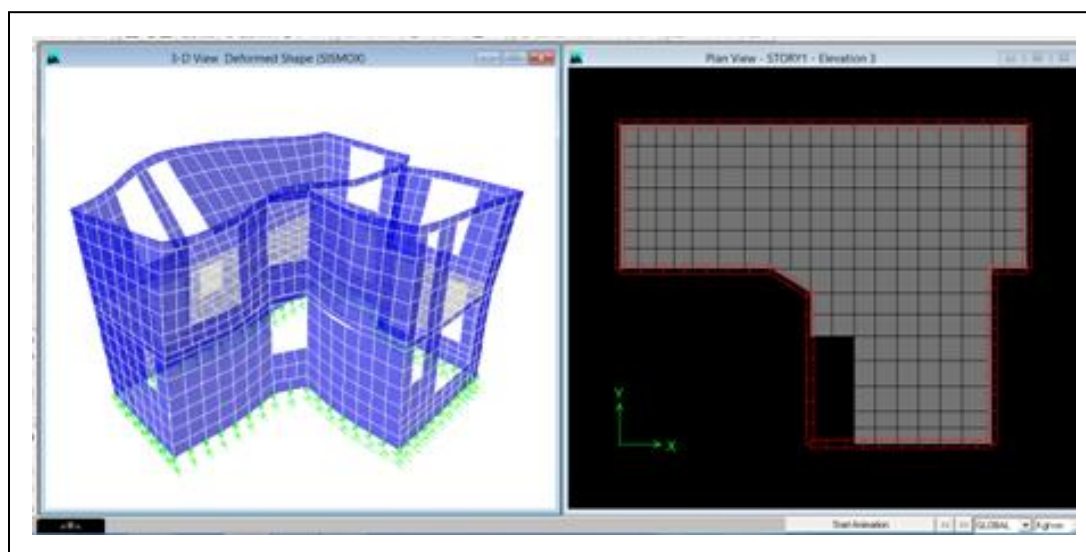 3-D View Deformed Shape (SISMOX)
Plan View - STORY1 - Elevation 3
Y
X
Start Animation
<<
>>
GLOBAL